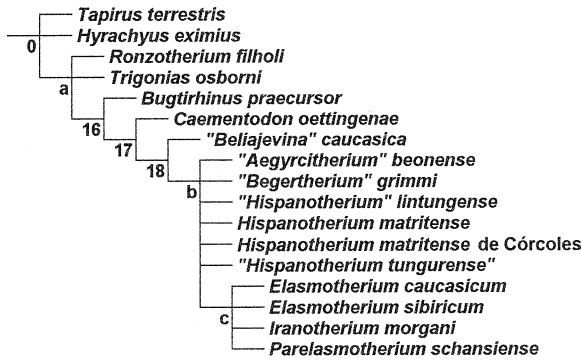 Tapirus terrestris
Hyrachyus eximius
0
Ronzotherium filholi
Trigonias osborni
a
Bugtirhinus praecursor
16
Caementodon oettingenae
17
"Beliajevina" caucasica
18
"Aegyrcitherium" beonense
"Begertherium" grimmi
b
"Hispanotherium" lintungense
Hispanotherium matritense
Hispanotherium matritense de Córcoles
"Hispanotherium tungurense"
Elasmotherium caucasicum
Elasmotherium sibiricum
c
Iranotherium morgani
Parelasmotherium schansiense